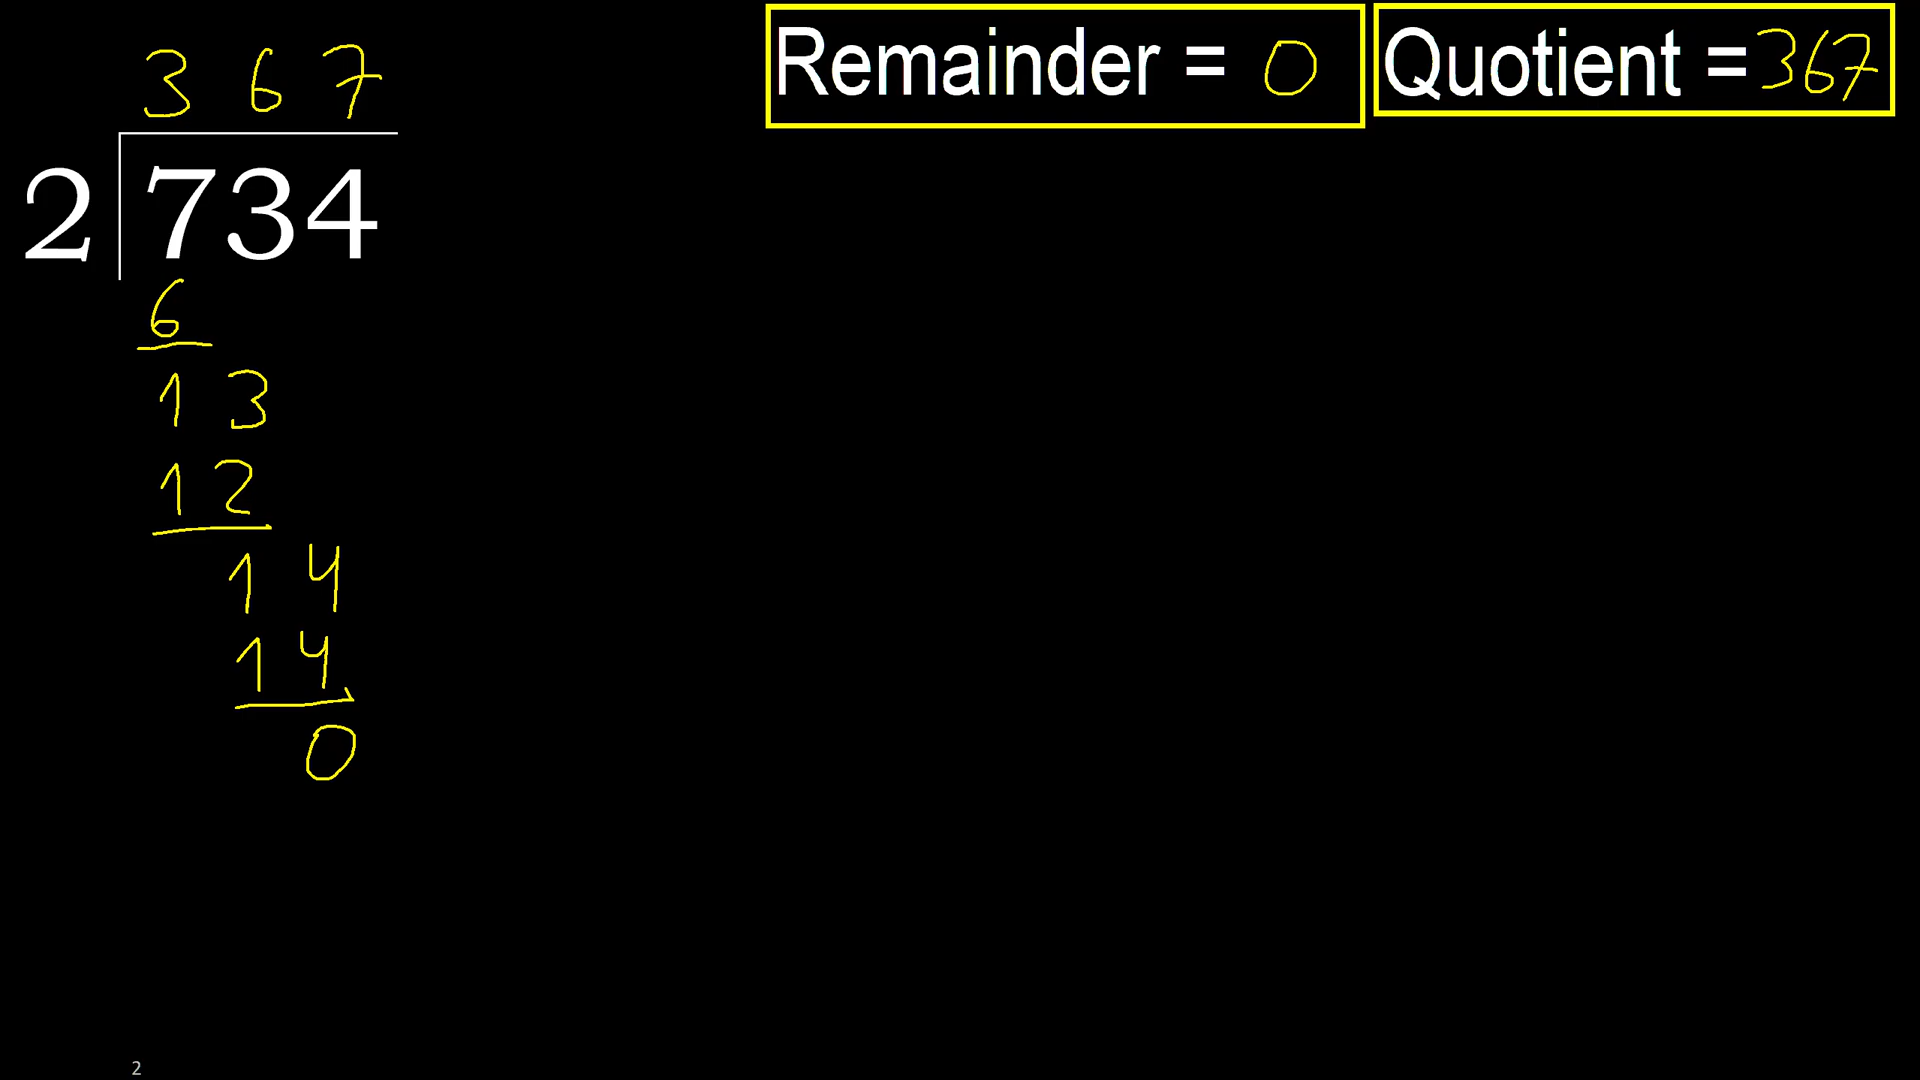 3 6 7
Remainder = 0
Quotient = 367
2 734
6
1 3
1 2
1 4
1 4
0
2